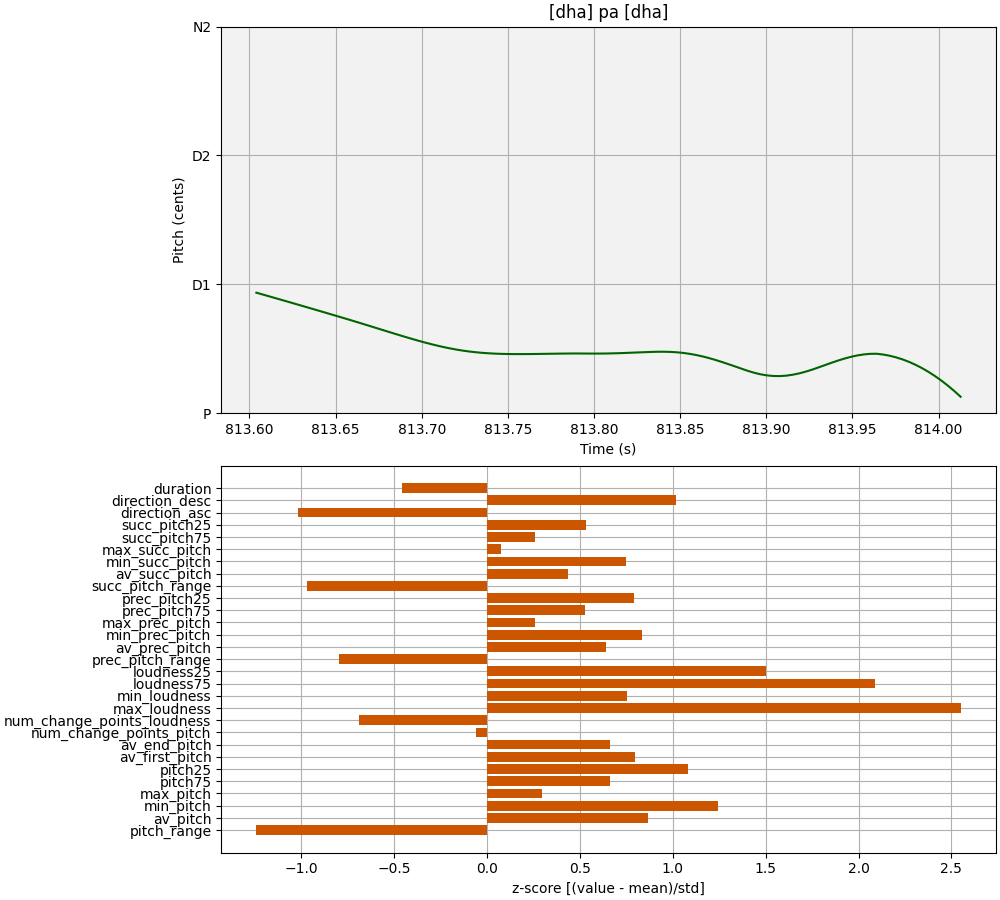 [dha] pa [dha]
N2
D2
D1
P
Pitch (cents)
813.60 813.65 813.70 813.75 813.80 813.85 813.90 813.95 814.00
Time (s)
duration
direction_desc
direction_asc
succ_pitch25
succ_pitch75
max_succ_pitch
min_succ_pitch
av_succ_pitch
succ_pitch_range
prec_pitch25
prec_pitch75
max_prec_pitch
min_prec_pitch
av_prec_pitch
prec_pitch_range
loudness25
loudness75
min_loudness
max_loudness
num_change_points_loudness
num_change_points_pitch
av_end_pitch
av_first_pitch
pitch25
pitch75
max_pitch
min_pitch
av_pitch
pitch_range
−1.0 −0.5 0.0 0.5 1.0 1.5 2.0 2.5
z-score [(value - mean)/std]